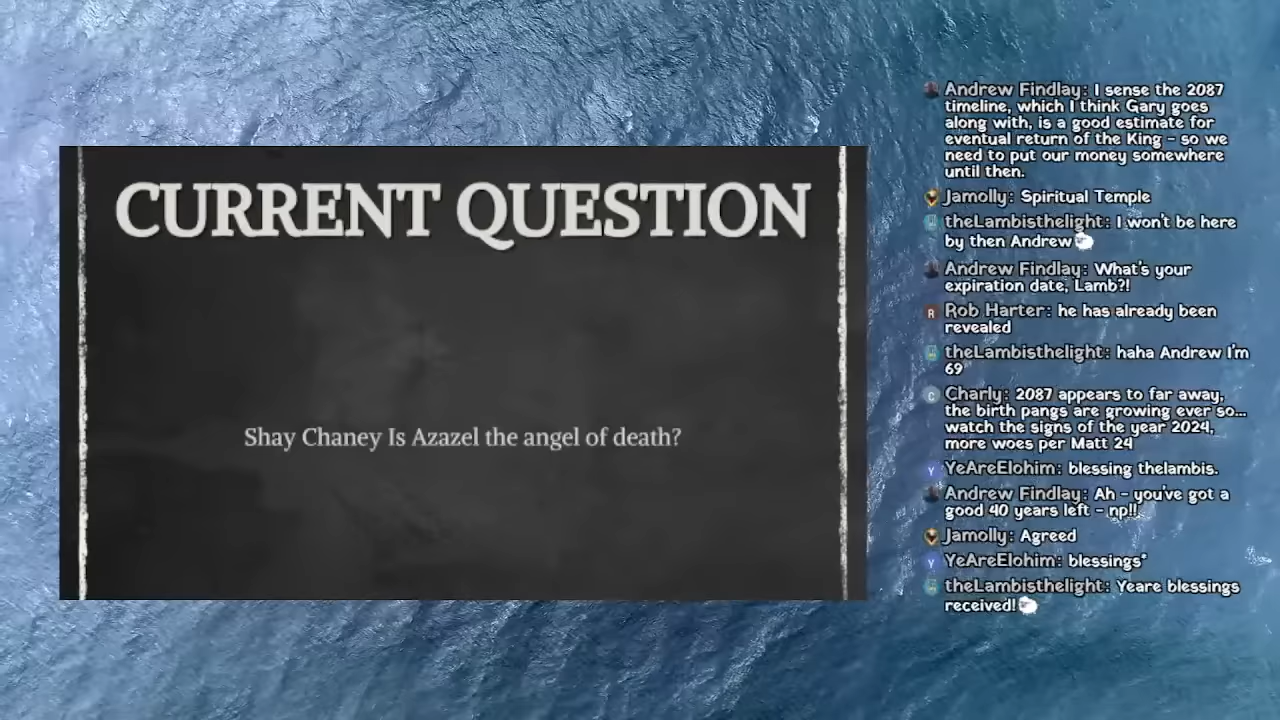 CURRENT QUESTION
Shay Chaney Is Azazel the angel of death?
Andrew Findlay: I sense the 2087
timeline, which I think Gary goes
along with, is a good estimate for
eventual return of the King - so we
need to put our money somewhere
until then.
Jamolly: Spiritual Temple
theLambisthelight: I won't be here
by then Andrew
Andrew Findlay: What's your
expiration date, Lamb?!
R
Rob Harter: he has already been
revealed
theLambisthelight: haha Andrew I'm
69
C
Charly: 2087 appears to far away,
the birth pangs are growing ever so...
watch the signs of the year 2024,
more woes per Matt 24
Y
YeAreElohim: blessing thelambis.
Andrew Findlay: Ah - you've got a
good 40 years left - np!!
Jamolly: Agreed
Y
YeAreElohim: blessings*
theLambisthelight: Yeare blessings
received!